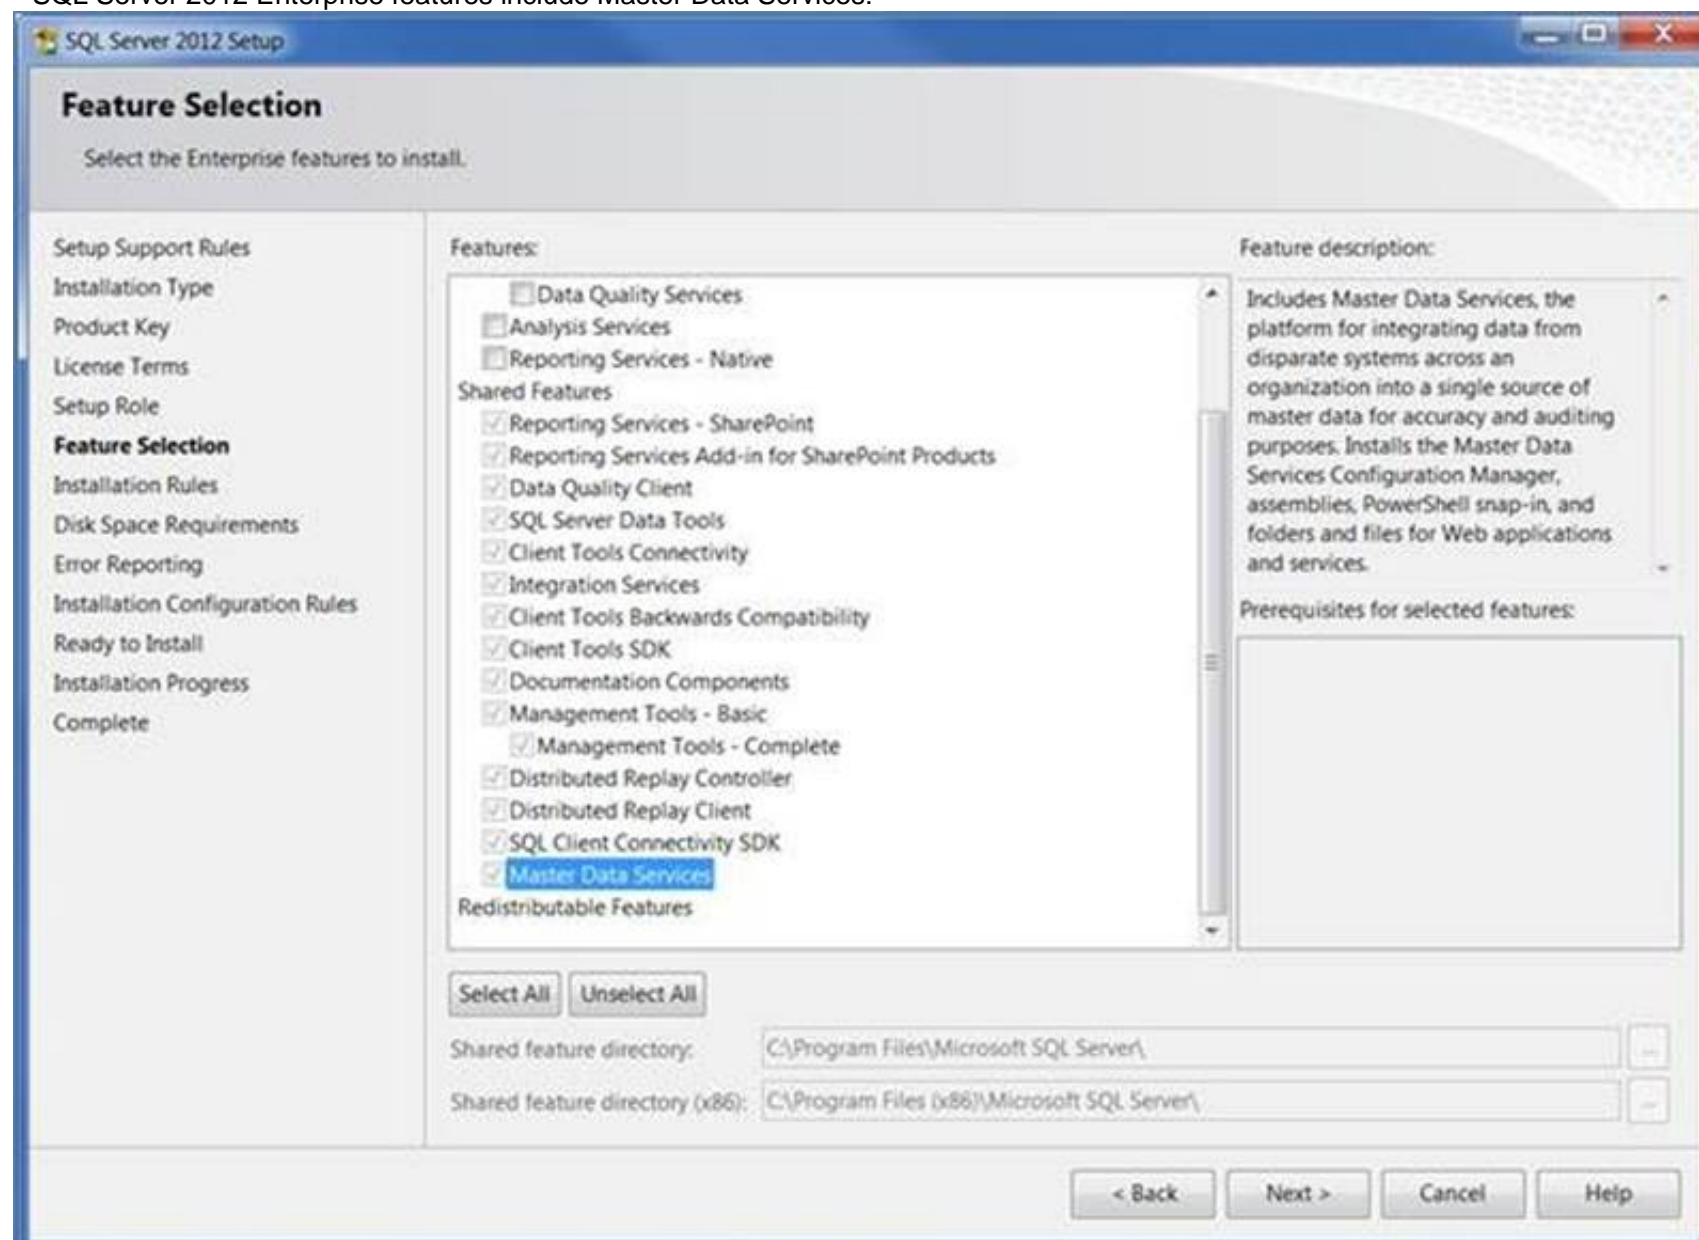 SQL Server 2012 Enterprise features include Master Data Services.
SQL Server 2012 Setup
Feature Selection
Select the Enterprise features to install.
Setup Support Rules
Installation Type
Product Key
License Terms
Setup Role
Feature Selection
Installation Rules
Disk Space Requirements
Error Reporting
Installation Configuration Rules
Ready to Install
Installation Progress
Complete
Features:
Data Quality Services
Analysis Services
Reporting Services - Native
Shared Features
Reporting Services - SharePoint
Reporting Services Add-in for SharePoint Products
Data Quality Client
SQL Server Data Tools
Client Tools Connectivity
Integration Services
Client Tools Backwards Compatibility
Client Tools SDK
Documentation Components
Management Tools - Basic
Management Tools - Complete
Distributed Replay Controller
Distributed Replay Client
SQL Client Connectivity SDK
Master Data Services
Redistributable Features
Feature description:
Includes Master Data Services, the
platform for integrating data from
disparate systems across an
organization into a single source of
master data for accuracy and auditing
purposes. Installs the Master Data
Services Configuration Manager,
assemblies, PowerShell snap-in, and
folders and files for Web applications
and services.
Prerequisites for selected features:
Select All
Unselect All
Shared feature directory: C:\Program Files\Microsoft SQL Server\
...
Shared feature directory (x86): C:\Program Files (x86)\Microsoft SQL Server\
...
< Back
Next >
Cancel
Help